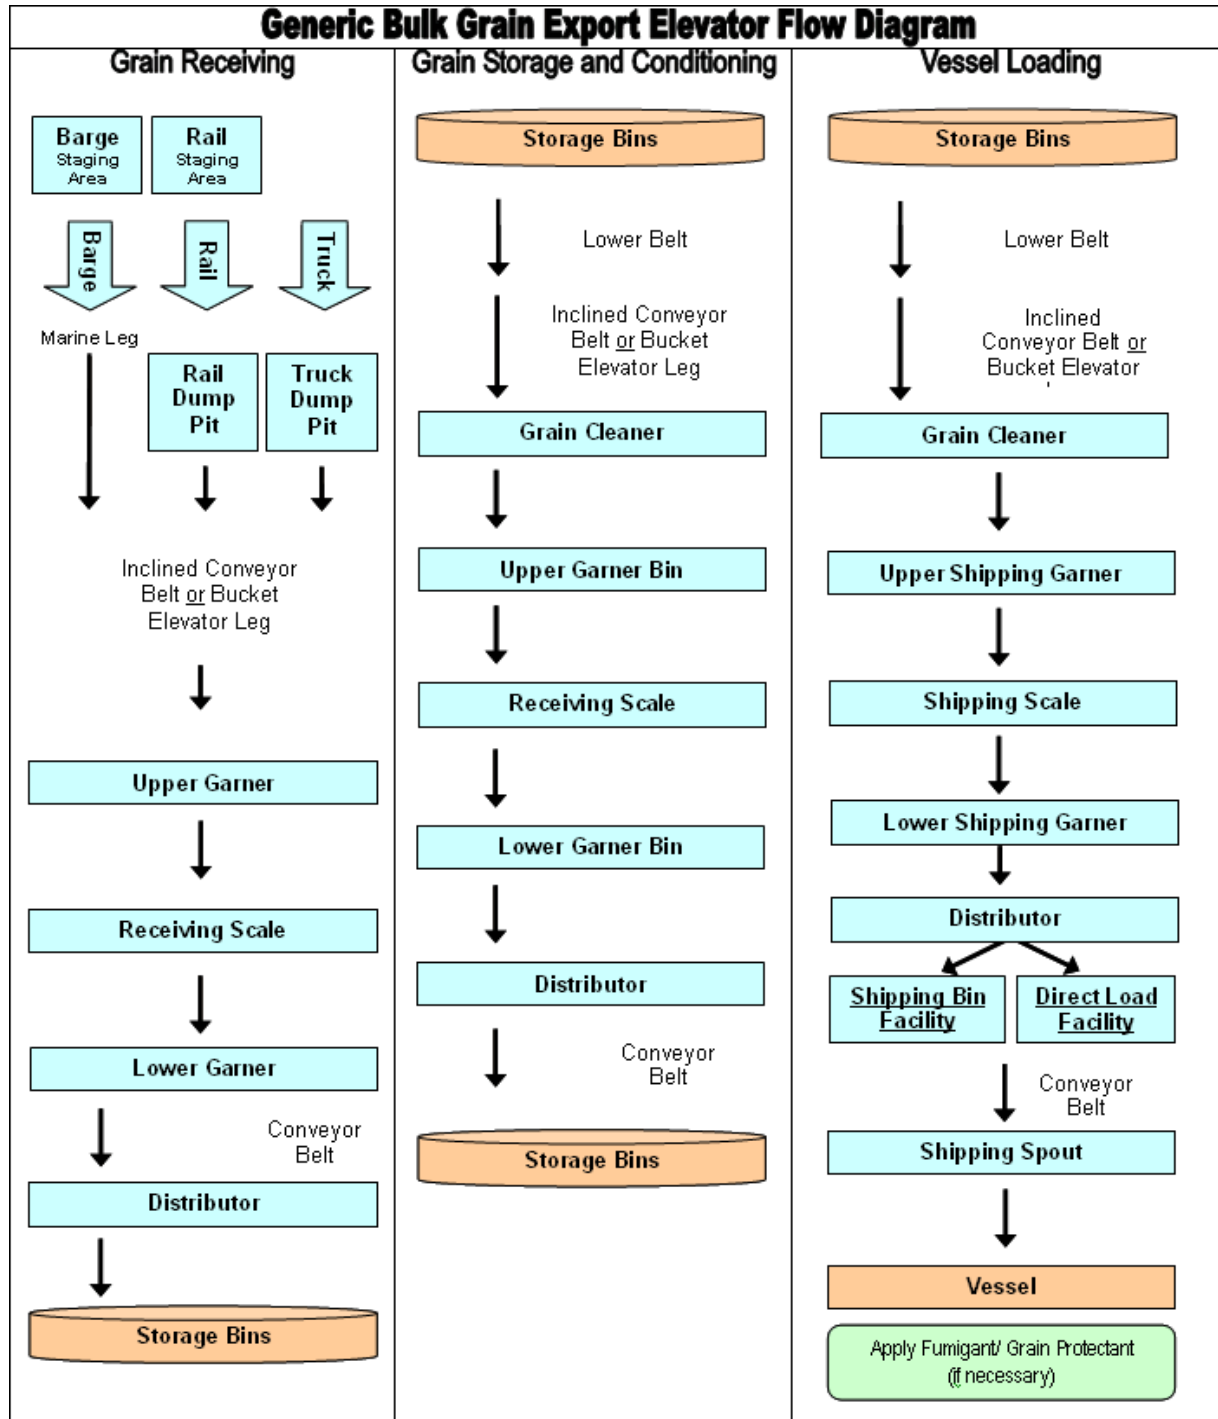 Generic Bulk Grain Export Elevator Flow Diagram
Grain Receiving
Barge
Staging
Area
Rail
Staging
Area
Barge
Rail
Truck
Marine Leg
Rail
Dump
Pit
Truck
Dump
Pit
Inclined Conveyor
Belt or Bucket
Elevator Leg
Upper Garner
Receiving Scale
Lower Garner
Conveyor
Belt
Distributor
Storage Bins
Grain Storage and Conditioning
Storage Bins
Lower Belt
Inclined Conveyor
Belt or Bucket
Elevator Leg
Grain Cleaner
Upper Garner Bin
Receiving Scale
Lower Garner Bin
Distributor
Conveyor
Belt
Storage Bins
Vessel Loading
Storage Bins
Lower Belt
Inclined
Conveyor Belt or
Bucket Elevator
Grain Cleaner
Upper Shipping Garner
Shipping Scale
Lower Shipping Garner
Distributor
Shipping Bin
Facility
Direct Load
Facility
Conveyor
Belt
Shipping Spout
Vessel
Apply Fumigant/ Grain Protectant
(if necessary)